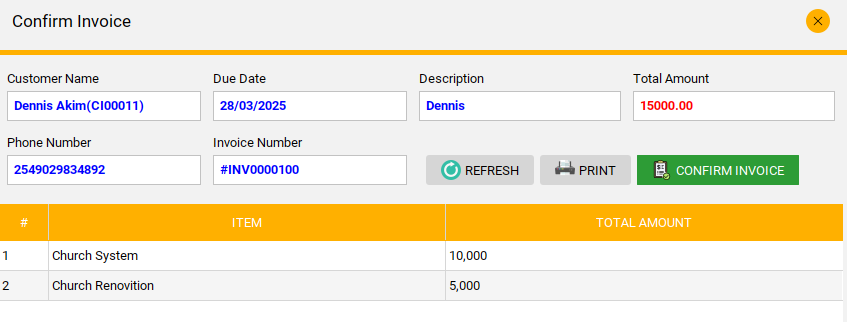 Confirm Invoice
Customer Name Due Date Description Total Amount
Dennis Akim(CI00011) 28/03/2025 Dennis 15000.00
Phone Number Invoice Number
2549029834892 #INV0000100 REFRESH PRINT CONFIRM INVOICE
# ITEM TOTAL AMOUNT
1 Church System 10,000
2 Church Renovition 5,000